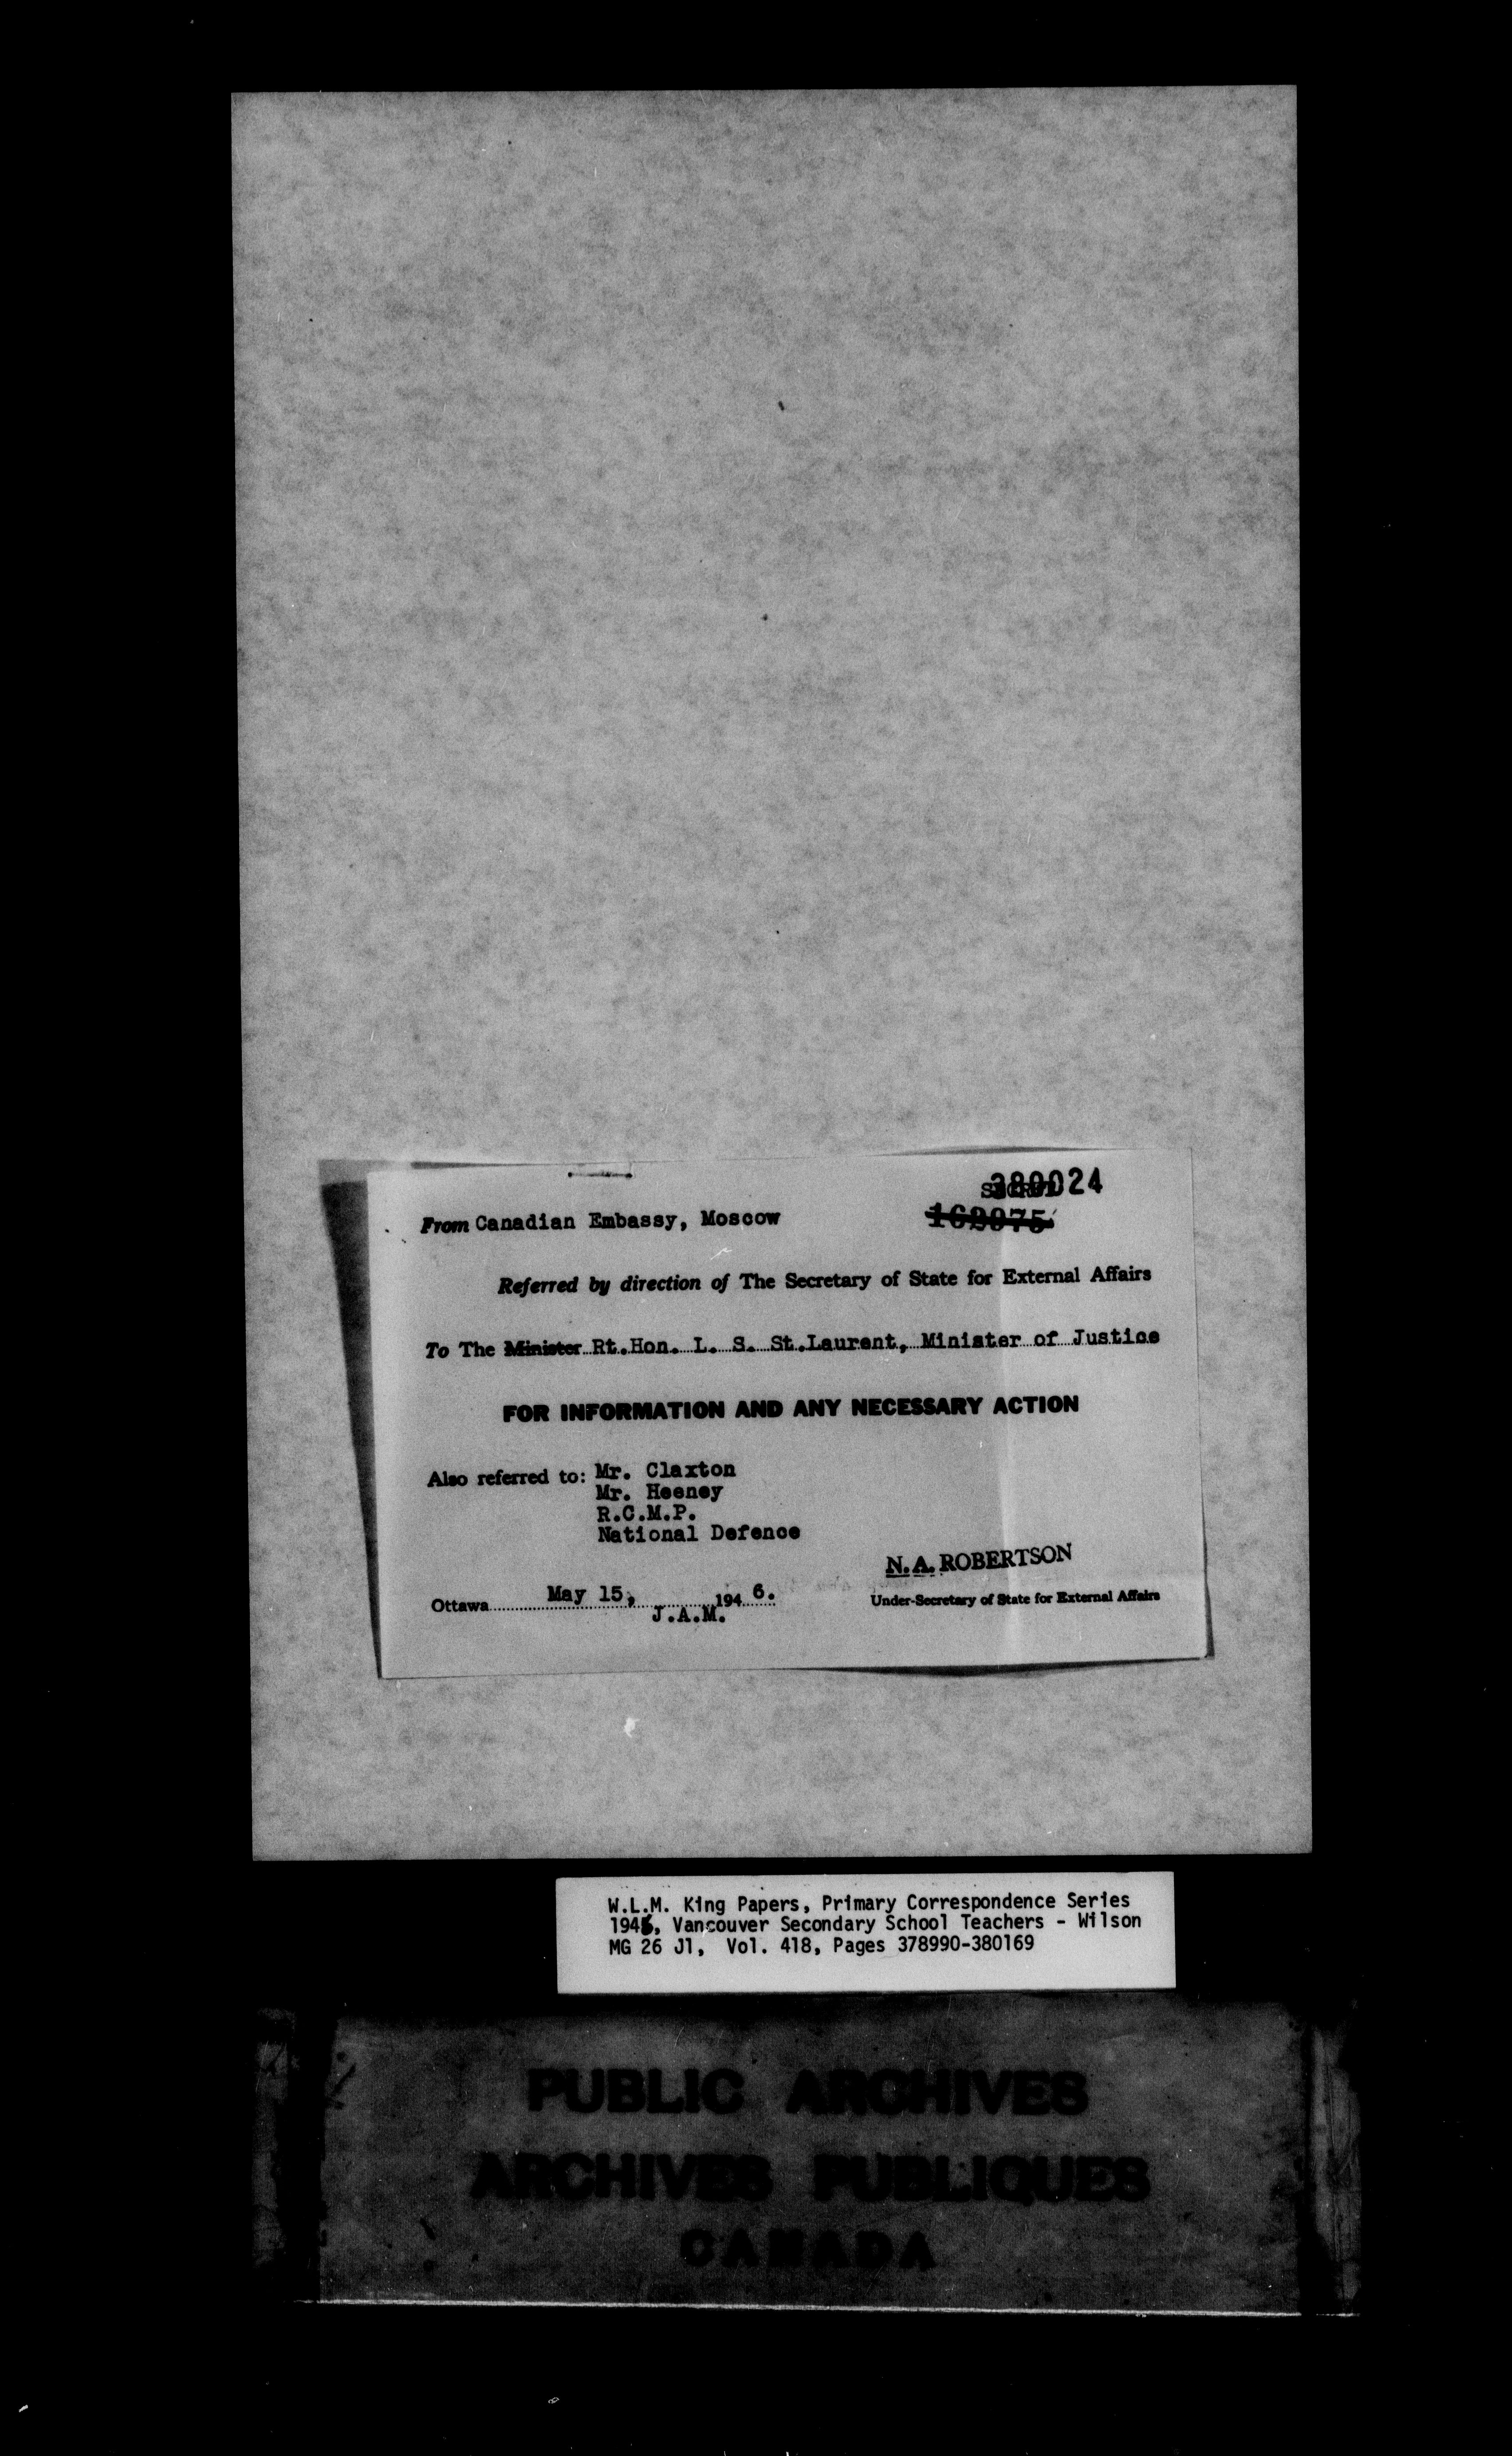 380024
SECRET
169075
From Canadian Embassy, Moscow
Referred by direction of The Secretary of State for External Affairs
To The Minister Rt.Hon. L. S. St.Laurent, Minister of Justice
FOR INFORMATION AND ANY NECESSARY ACTION
Also referred to: Mr. Claxton
Mr. Heeney
R.C.M.P.
National Defence
N.A. ROBERTSON
Ottawa May 15, 194 6.
Under-Secretary of State for External Affairs
J.A.M.
W.L.M. King Papers, Primary Correspondence Series
1946, Vancouver Secondary School Teachers - Wilson
MG 26 J1, Vol. 418, Pages 378990-380169
PUBLIC ARCHIVES
ARCHIVES PUBLIQUES
CANADA